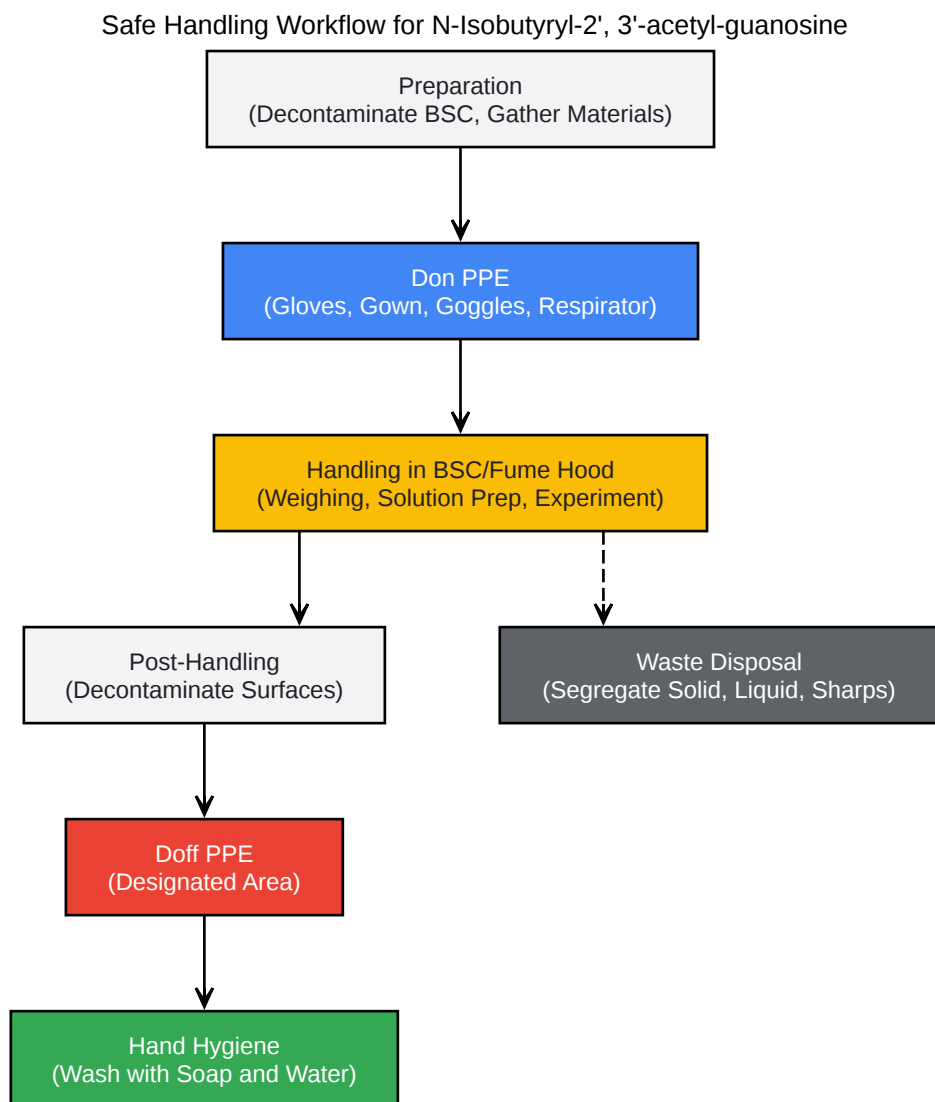 Safe Handling Workflow for N-Isobutyryl-2', 3'-acetyl-guanosine
Preparation
(Decontaminate BSC, Gather Materials)
Don PPE
(Gloves, Gown, Goggles, Respirator)
Handling in BSC/Fume Hood
(Weighing, Solution Prep, Experiment)
Post-Handling
(Decontaminate Surfaces)
Waste Disposal
(Segregate Solid, Liquid, Sharps)
Doff PPE
(Designated Area)
Hand Hygiene
(Wash with Soap and Water)